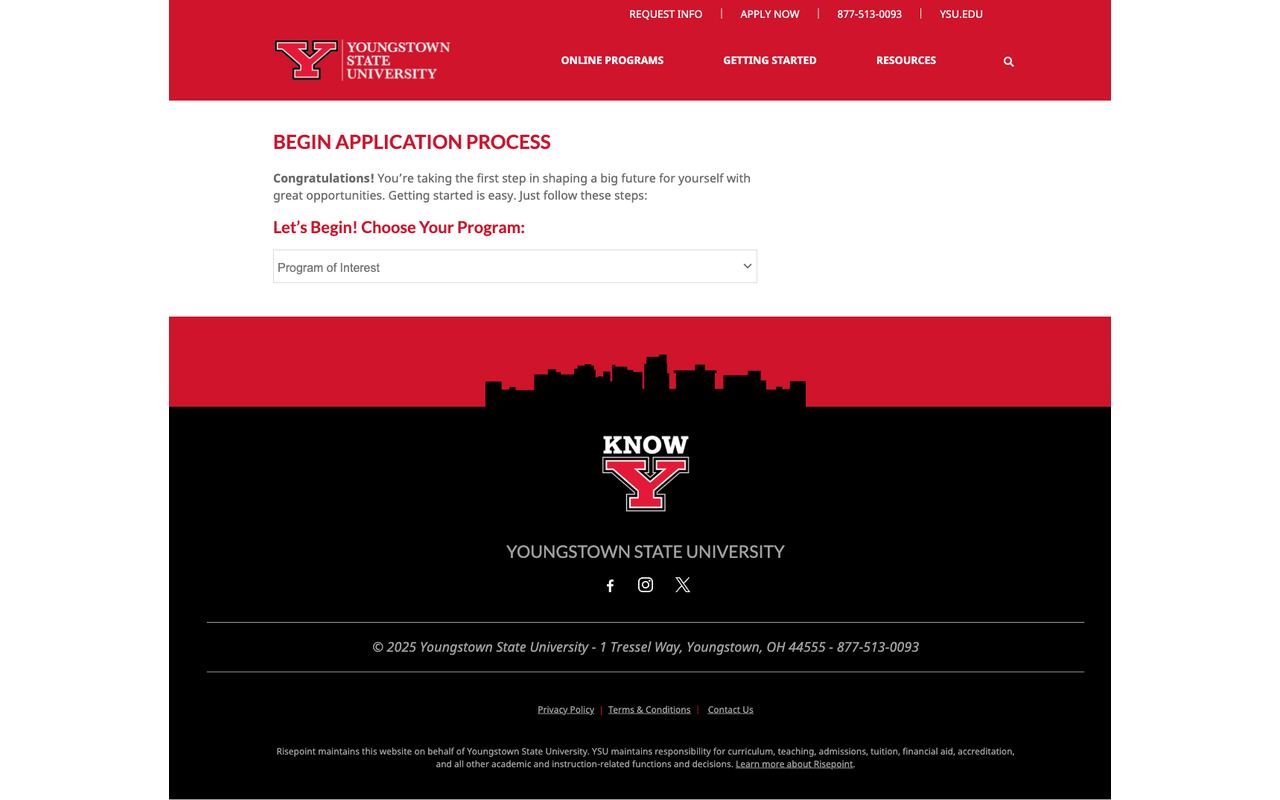 REQUEST INFO | APPLY NOW | 877-513-0093 | YSU.EDU
YOUNGSTOWN
STATE
UNIVERSITY
ONLINE PROGRAMS GETTING STARTED RESOURCES
BEGIN APPLICATION PROCESS
Congratulations! You’re taking the first step in shaping a big future for yourself with
great opportunities. Getting started is easy. Just follow these steps:
Let’s Begin! Choose Your Program:
Program of Interest
KNOW
Y
YOUNGSTOWN STATE UNIVERSITY
© 2025 Youngstown State University - 1 Tressel Way, Youngstown, OH 44555 - 877-513-0093
Privacy Policy | Terms & Conditions | Contact Us
Risepoint maintains this website on behalf of Youngstown State University. YSU maintains responsibility for curriculum, teaching, admissions, tuition, financial aid, accreditation,
and all other academic and instruction-related functions and decisions. Learn more about Risepoint.